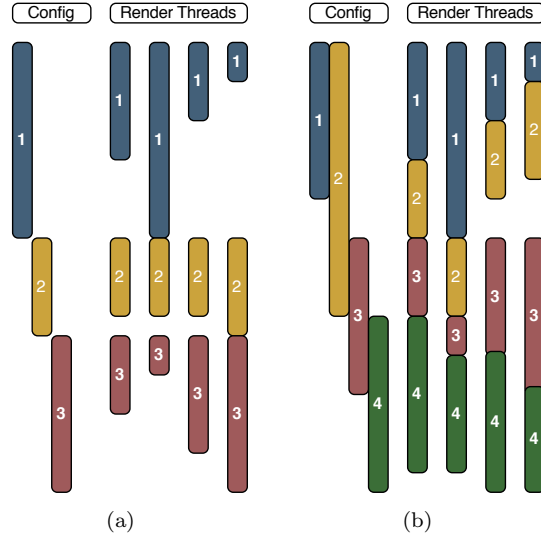 Config Render Threads Config Render Threads
1 1 1 1 1 1 2 1 1 1 1
2 2 2 2 2 2 2 2 2
3 3 3 3 3 3 3 3 3 3
4 4 4 4 4
(a) (b)